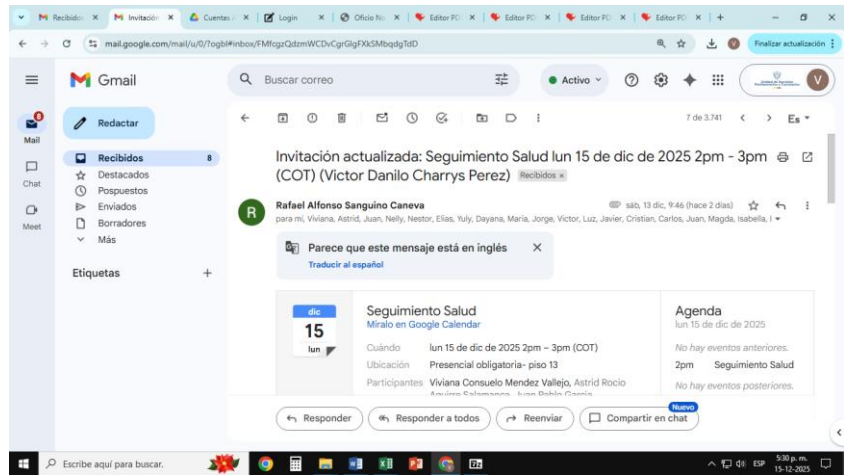 Recibidos
Invitación
Cuentas
Login
Oficio No
Editor PD
Editor PD
Editor PD
Editor PD
mail.google.com/mail/u/0/?ogbl#inbox/FMfcgzQdzmWCDvCgrGlgFXkSMbqdgTdD
Finalizar actualización
Gmail
Buscar correo
Activo
V
Mail
Chat
Meet
Redactar
Recibidos 8
Destacados
Pospuestos
Enviados
Borradores
Más
Etiquetas
7 de 3.741
Es
Invitación actualizada: Seguimiento Salud lun 15 de dic de 2025 2pm - 3pm
(COT) (Victor Danilo Charrys Perez) Recibidos x
R
Rafael Alfonso Sanguino Caneva
sáb, 13 dic, 9:46 (hace 2 días)
para mí, Viviana, Astrid, Juan, Nelly, Nestor, Elias, Yuly, Dayana, Maria, Jorge, Victor, Luz, Javier, Cristian, Carlos, Juan, Magda, Isabella, I
Parece que este mensaje está en inglés
Traducir al español
dic
15
lun
Seguimiento Salud
Míralo en Google Calendar
Cuándo lun 15 de dic de 2025 2pm – 3pm (COT)
Ubicación Presencial obligatoria- piso 13
Participantes Viviana Consuelo Mendez Vallejo, Astrid Rocio
Aguirre Salamanca, Juan Pablo Garcia
Agenda
lun 15 de dic de 2025
No hay eventos anteriores.
2pm Seguimiento Salud
No hay eventos posteriores.
Nuevo
Responder
Responder a todos
Reenviar
Compartir en chat
Escribe aquí para buscar.
ESP
5:30 p. m.
15-12-2025